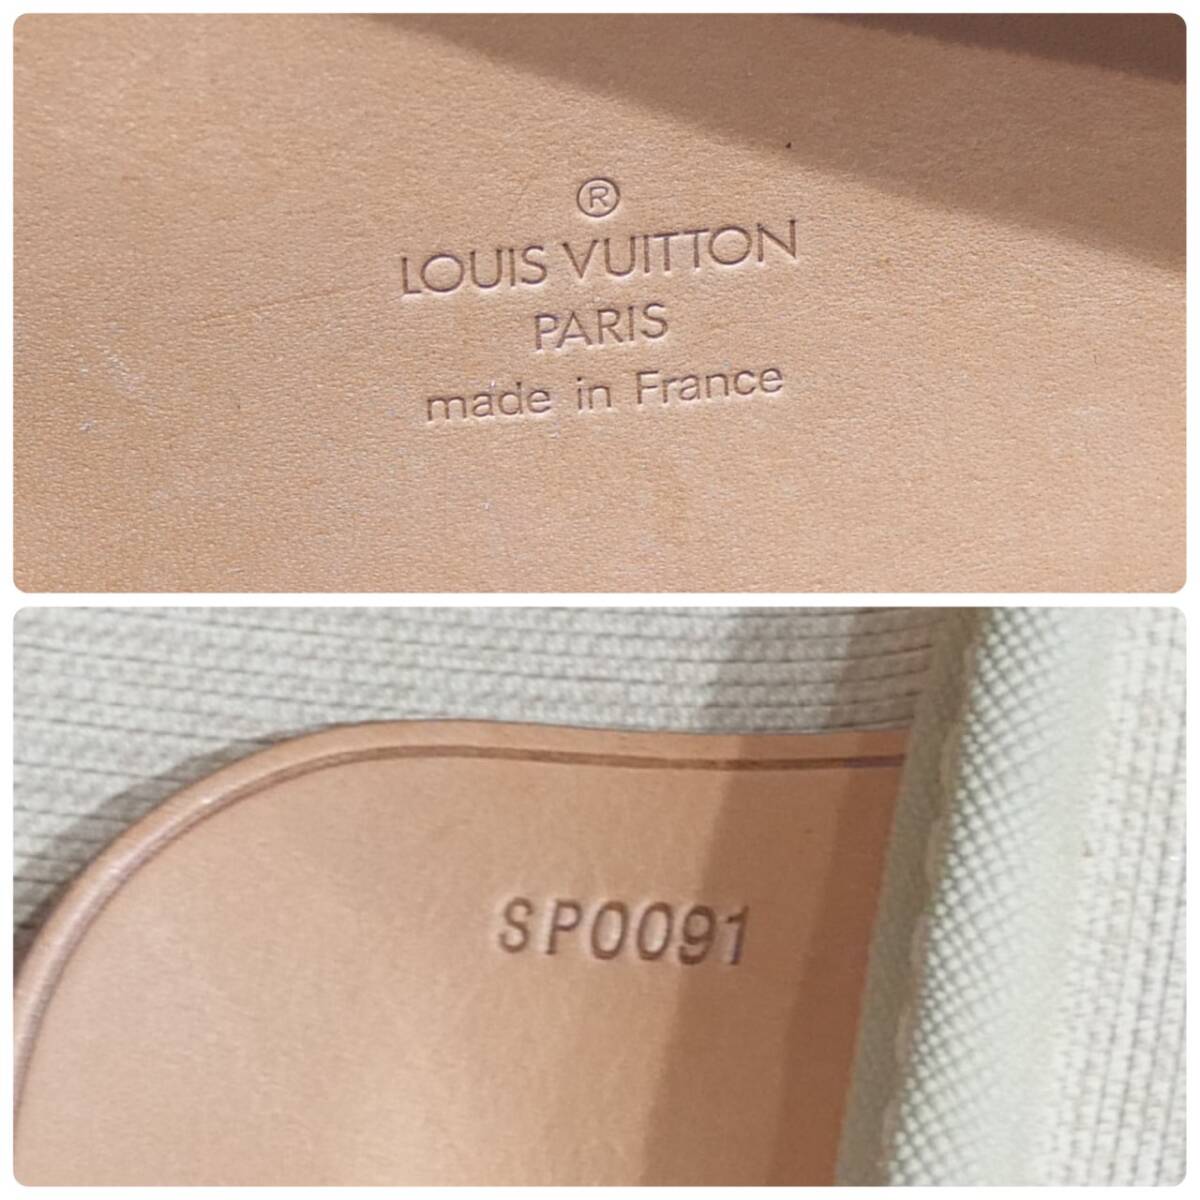 ®
LOUIS VUITTON
PARIS
made in France
SP0091